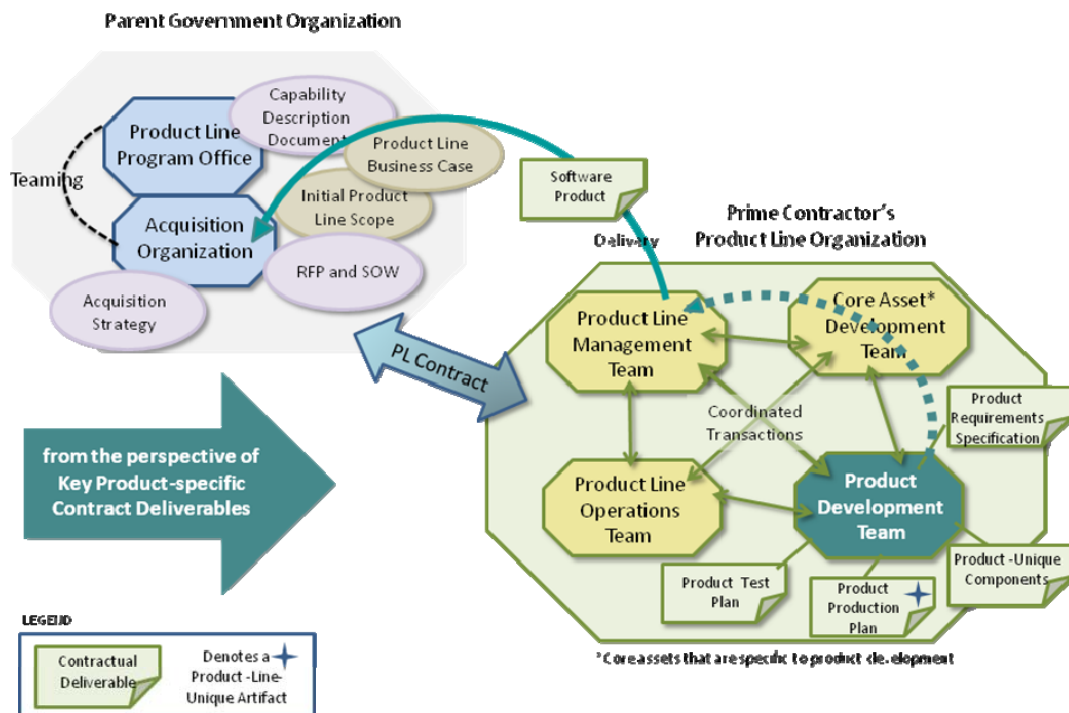 Parent Government Organization
Capability
Description
Document
Product Line
Program Office
Product Line
Business Case
Teaming
Software
Product
Initial Product
Line Scope
Acquisition
Organization
Prime Contractor's
Product Line Organization
Delivery
RFP and SOW
Acquisition
Strategy
Core Asset*
Development
Team
Product Line
Management
Team
PL Contract
Product
Requirements
Specification
Coordinated
Transactions
from the perspective of
Key Product-specific
Contract Deliverables
Product Line
Operations
Team
Product
Development
Team
Product -Unique
Components
Product Test
Plan
Product
Production
Plan
LEGEND
Contractual
Deliverable
Denotes a
Product -Line-
Unique Artifact
*Core assets that are specific to product development